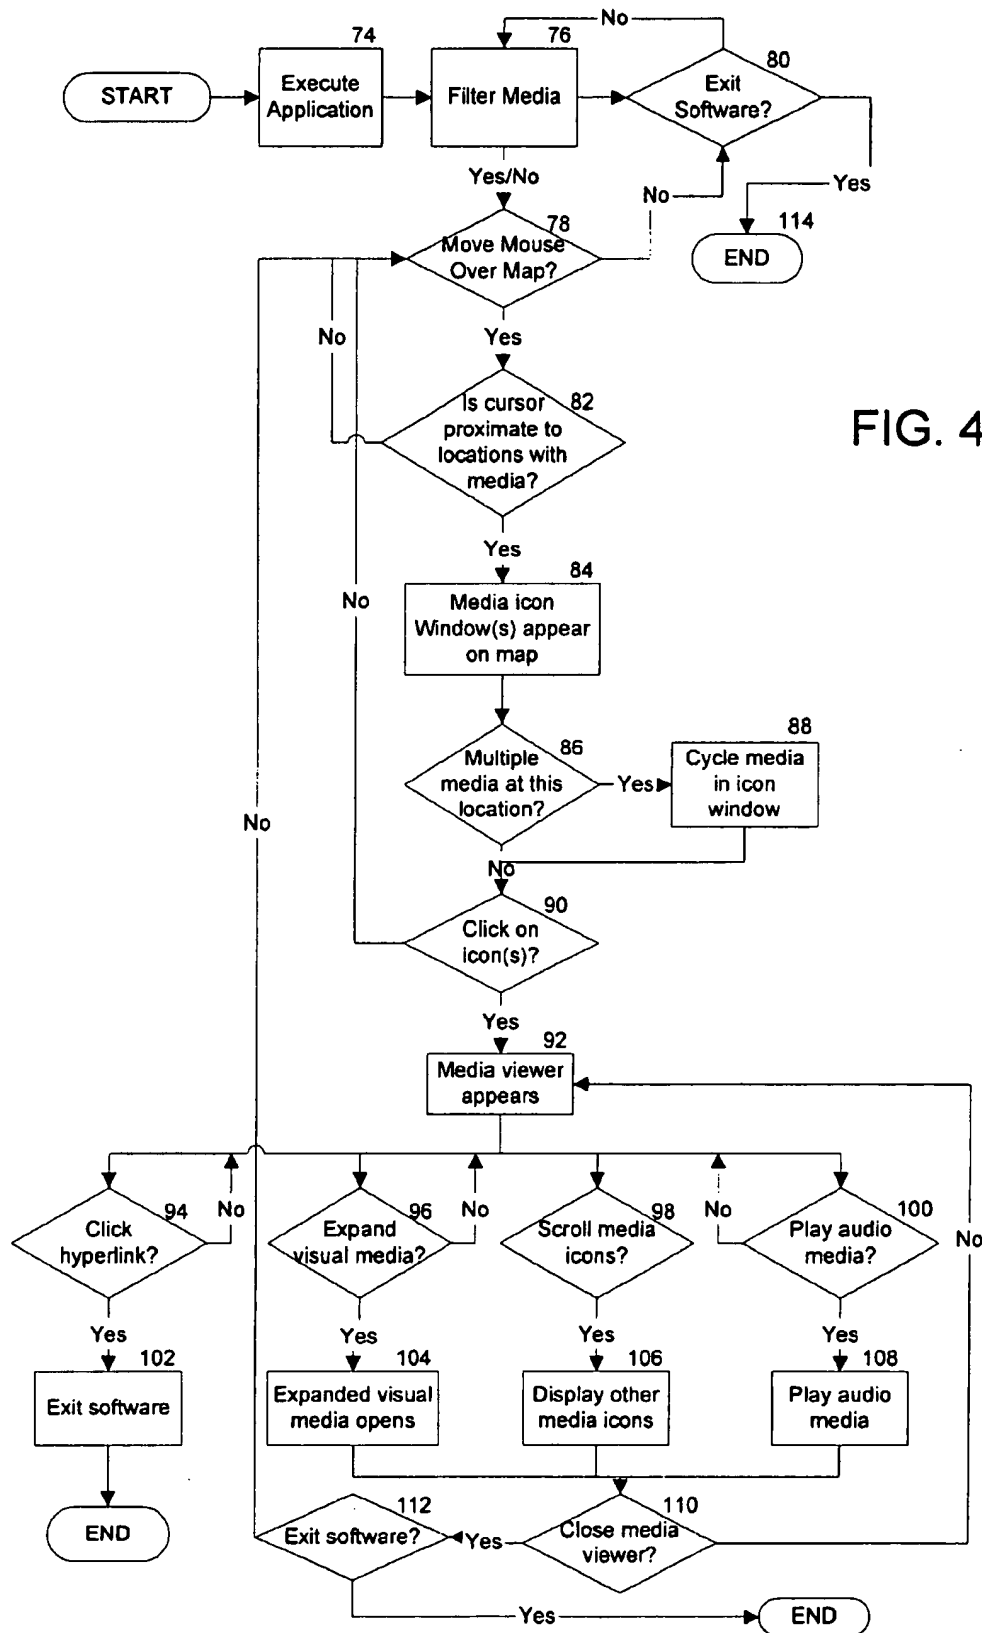 No
74
76
80
START
Execute
Application
Filter Media
Exit
Software?
Yes/No
No
Yes
78
114
Move Mouse
Over Map?
END
No
Yes
82
Is cursor
proximate to
locations with
media?
FIG. 4
Yes
84
No
Media icon
Window(s) appear
on map
86
88
Multiple
media at this
location?
Yes
Cycle media
in icon
window
No
No
90
Click on
icon(s)?
Yes
92
Media viewer
appears
94
No
96
No
98
No
100
No
Click
hyperlink?
Expand
visual media?
Scroll media
icons?
Play audio
media?
Yes
Yes
Yes
Yes
102
104
106
108
Exit software
Expanded visual
media opens
Display other
media icons
Play audio
media
112
110
END
Exit software?
Yes
Close media
viewer?
Yes
END